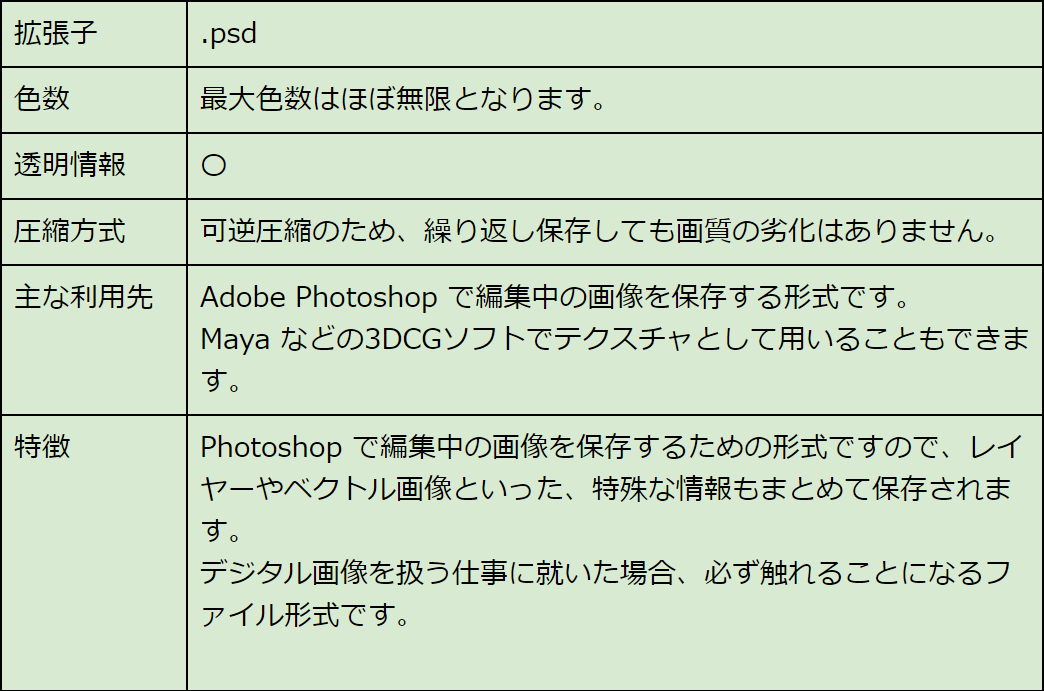 拡張子
.psd
色数
最大色数はほぼ無限となります。
透明情報
〇
圧縮方式
可逆圧縮のため、繰り返し保存しても画質の劣化はありません。
主な利用先
Adobe Photoshop で編集中の画像を保存する形式です。
Maya などの3DCGソフトでテクスチャとして用いることもできま
す。
特徴
Photoshop で編集中の画像を保存するための形式ですので、レイ
ヤーやベクトル画像といった、特殊な情報もまとめて保存されま
す。
デジタル画像を扱う仕事に就いた場合、必ず触れることになるフ
ァイル形式です。